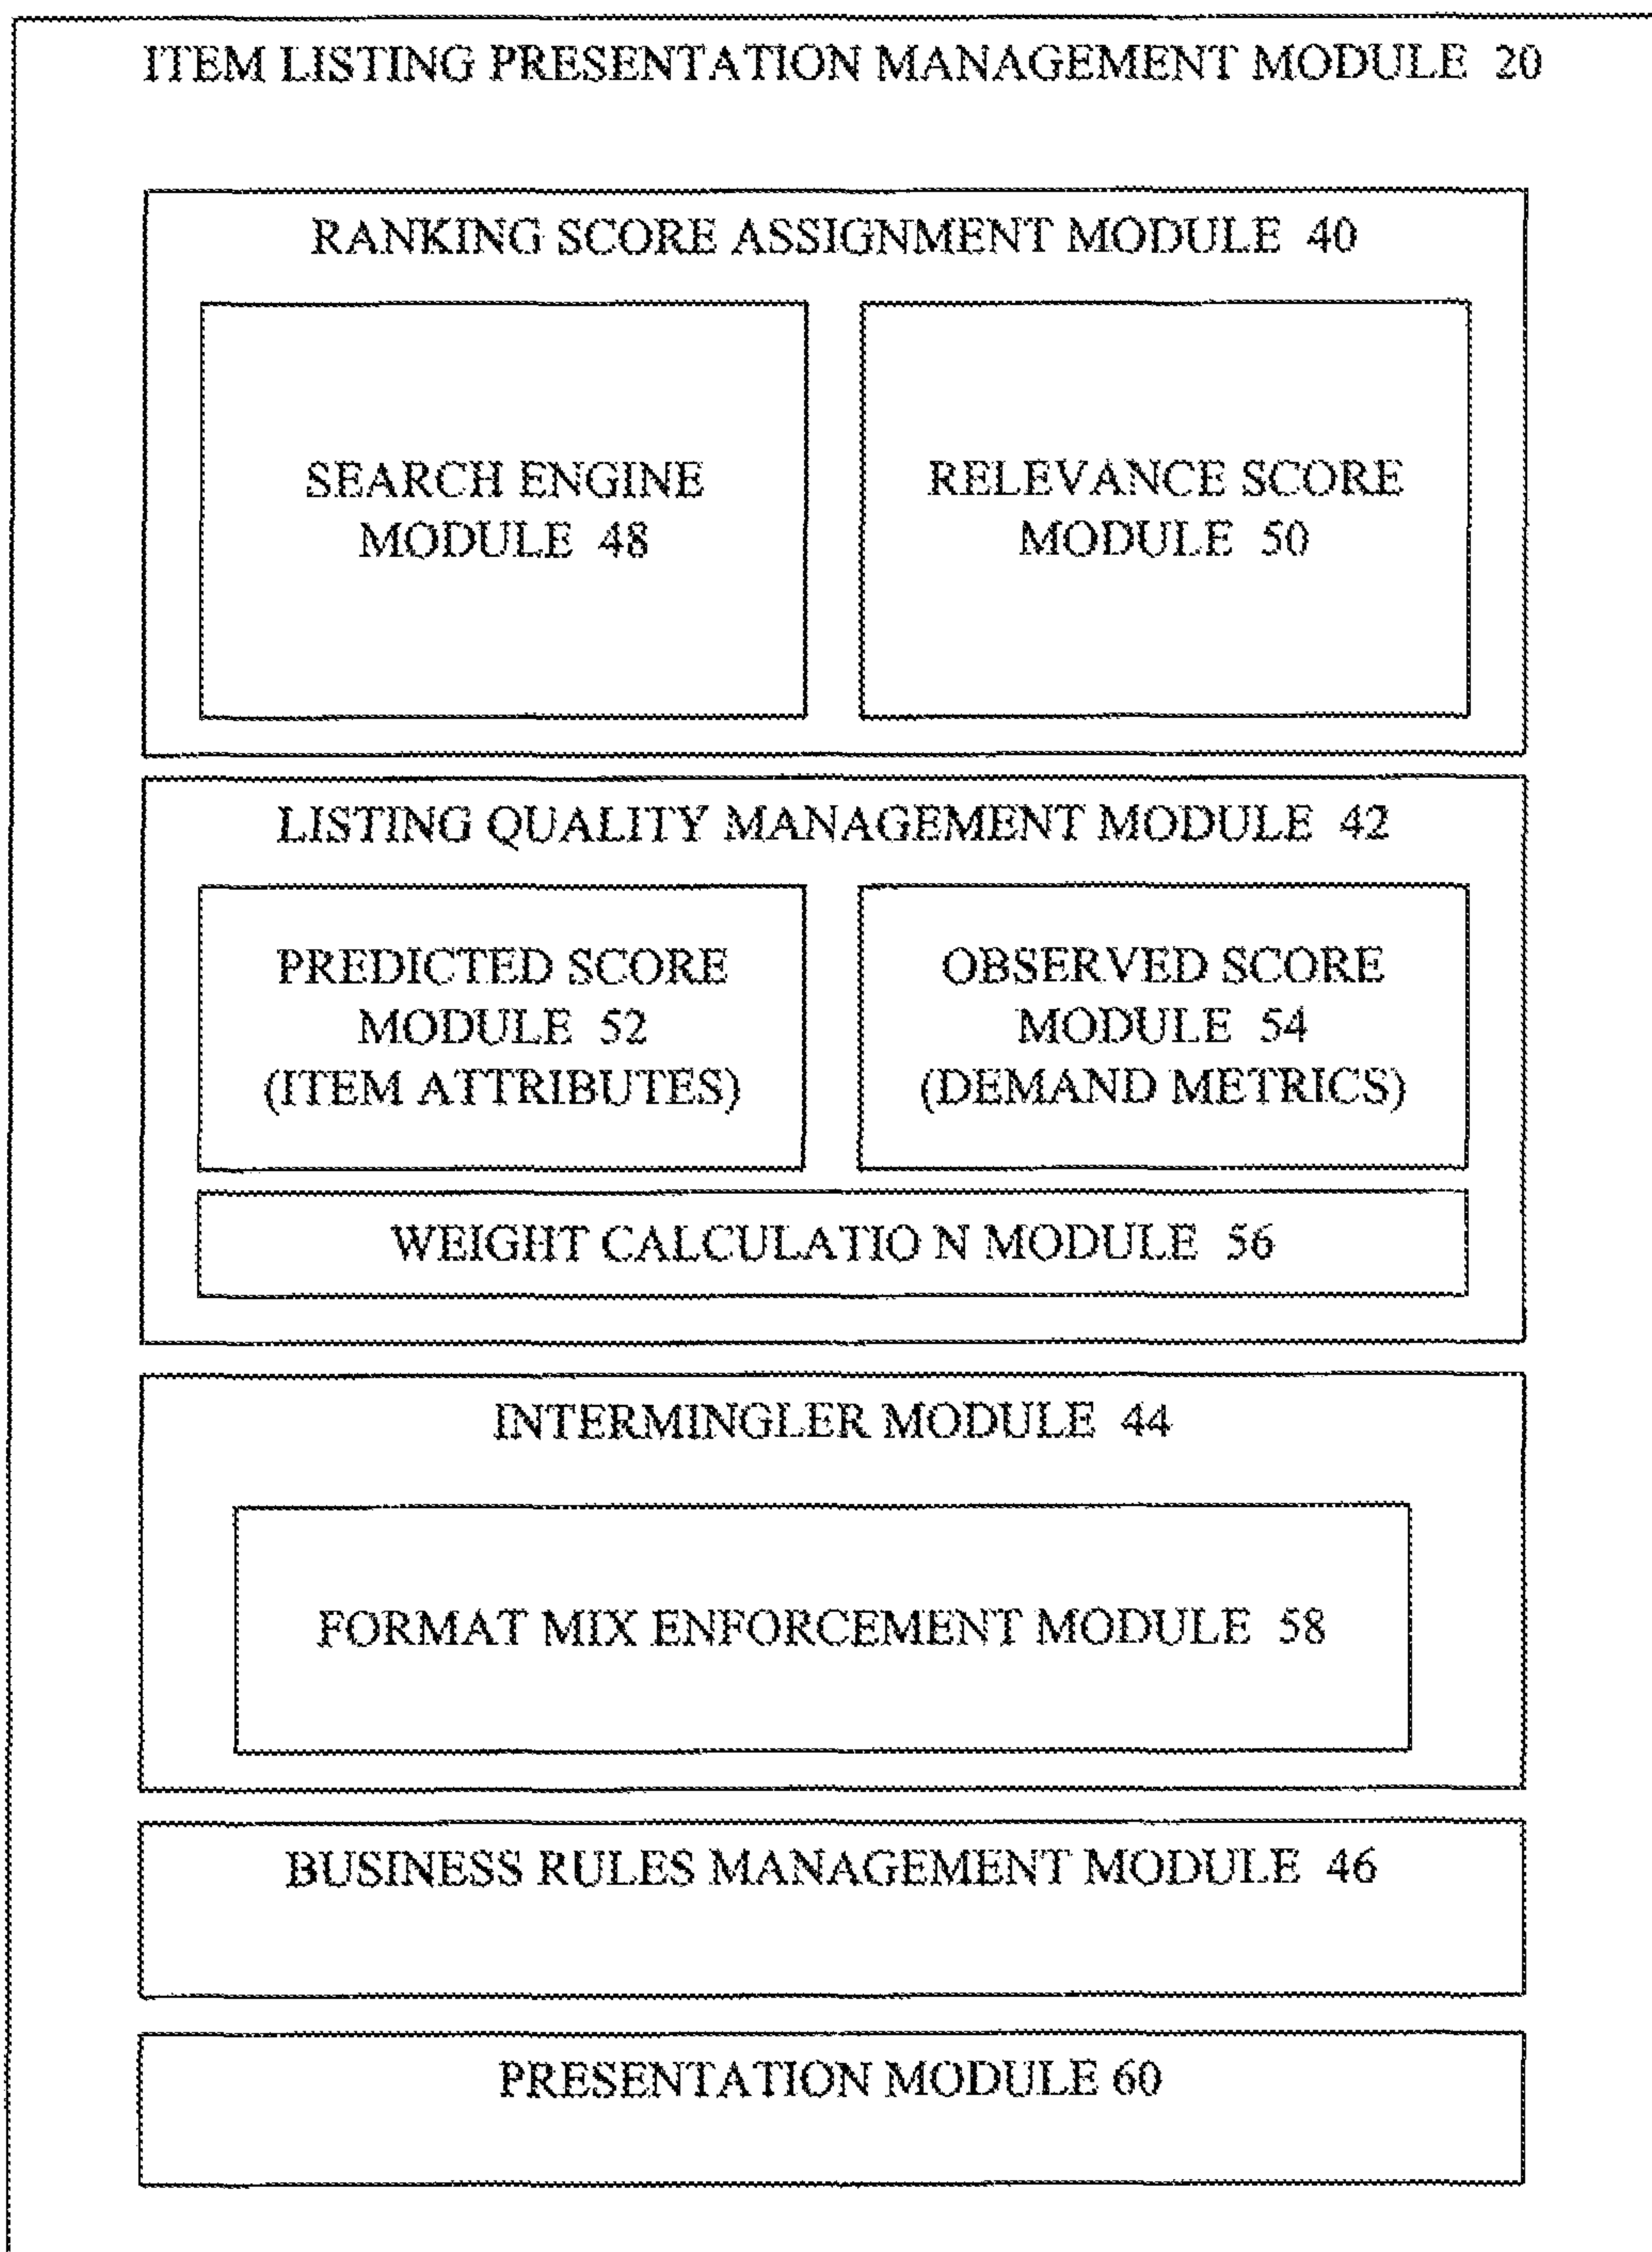 ITEM LISTING PRESENTATION MANAGEMENT MODULE 20
RANKING SCORE ASSIGNMENT MODULE 40
SEARCH ENGINE
MODULE 48
RELEVANCE SCORE
MODULE 50
LISTING QUALITY MANAGEMENT MODULE 42
PREDICTED SCORE
MODULE 52
(ITEM ATTRIBUTES)
OBSERVED SCORE
MODULE 54
(DEMAND METRICS)
WEIGHT CALCULATIO N MODULE 56
INTERMINGLER MODULE 44
FORMAT MIX ENFORCEMENT MODULE 58
BUSINESS RULES MANAGEMENT MODULE 46
PRESENTATION MODULE 60